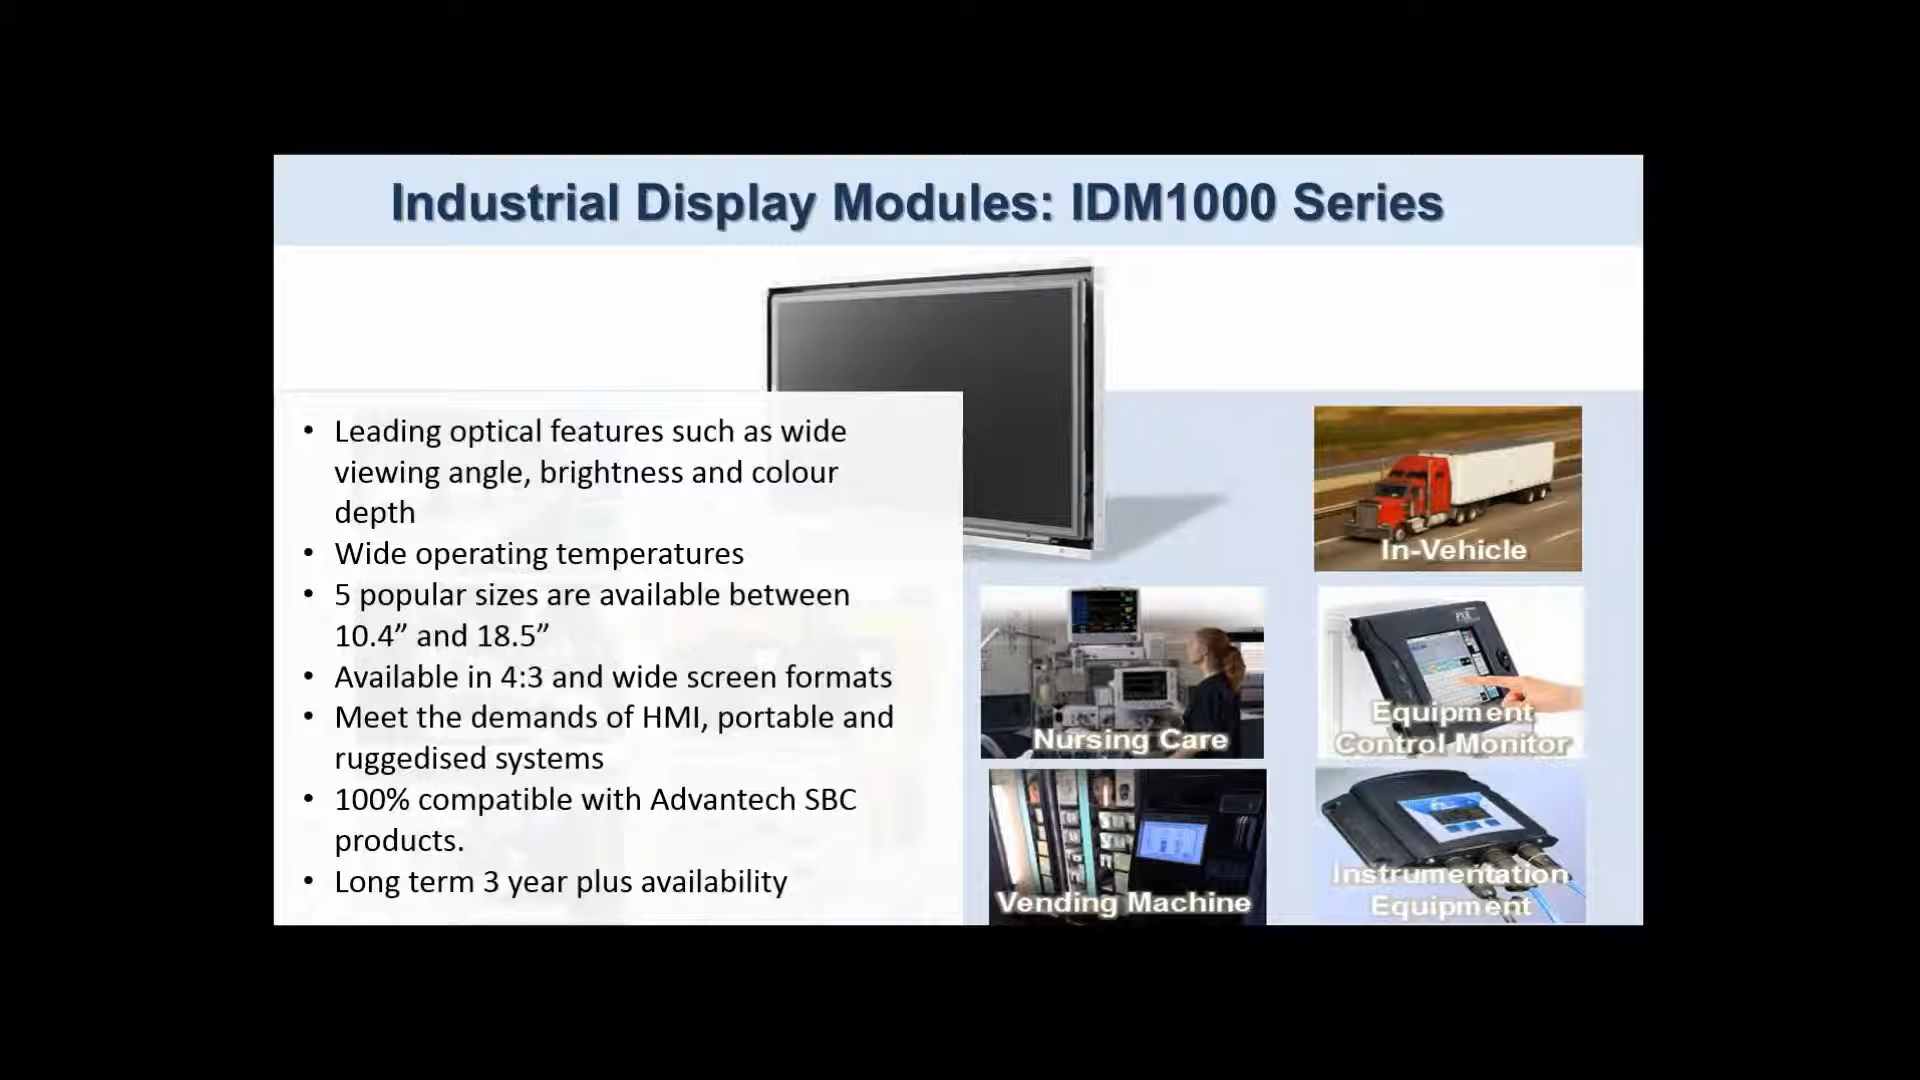 Industrial Display Modules: IDM1000 Series
• Leading optical features such as wide
viewing angle, brightness and colour
depth
• Wide operating temperatures
• 5 popular sizes are available between
10.4” and 18.5”
• Available in 4:3 and wide screen formats
• Meet the demands of HMI, portable and
ruggedised systems
• 100% compatible with Advantech SBC
products.
• Long term 3 year plus availability
In-Vehicle
Nursing Care
Equipment
Control Monitor
Vending Machine
Instrumentation
Equipment